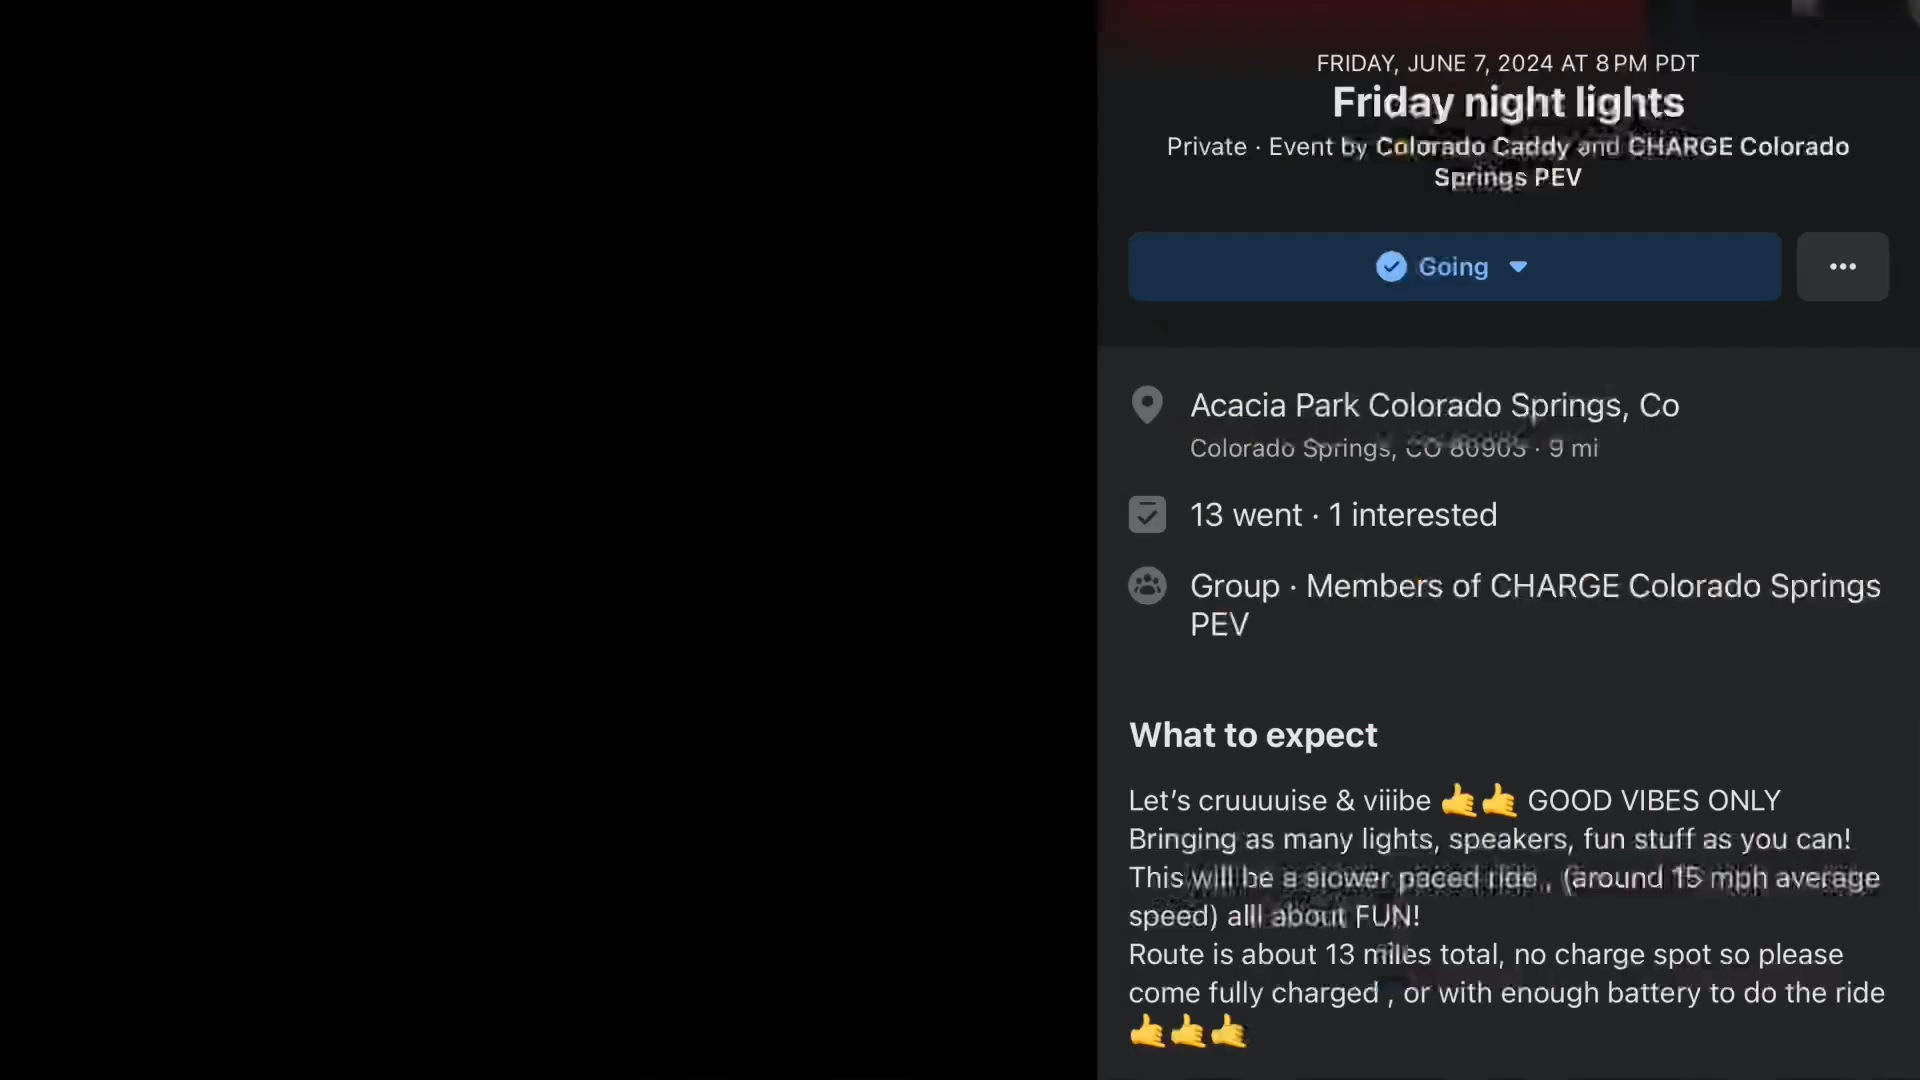 FRIDAY, JUNE 7, 2024 AT 8 PM PDT
Friday night lights
Private · Event by Colorado Caddy and CHARGE Colorado
Springs PEV
Going
Acacia Park Colorado Springs, Co
Colorado Springs, CO 80903 · 9 mi
13 went · 1 interested
Group · Members of CHARGE Colorado Springs
PEV
What to expect
Let’s cruuuuise & viiibe 🤙🤙 GOOD VIBES ONLY
Bringing as many lights, speakers, fun stuff as you can!
This will be a slower paced ride , (around 15 mph average
speed) all about FUN!
Route is about 13 miles total, no charge spot so please
come fully charged , or with enough battery to do the ride
🤙🤙🤙